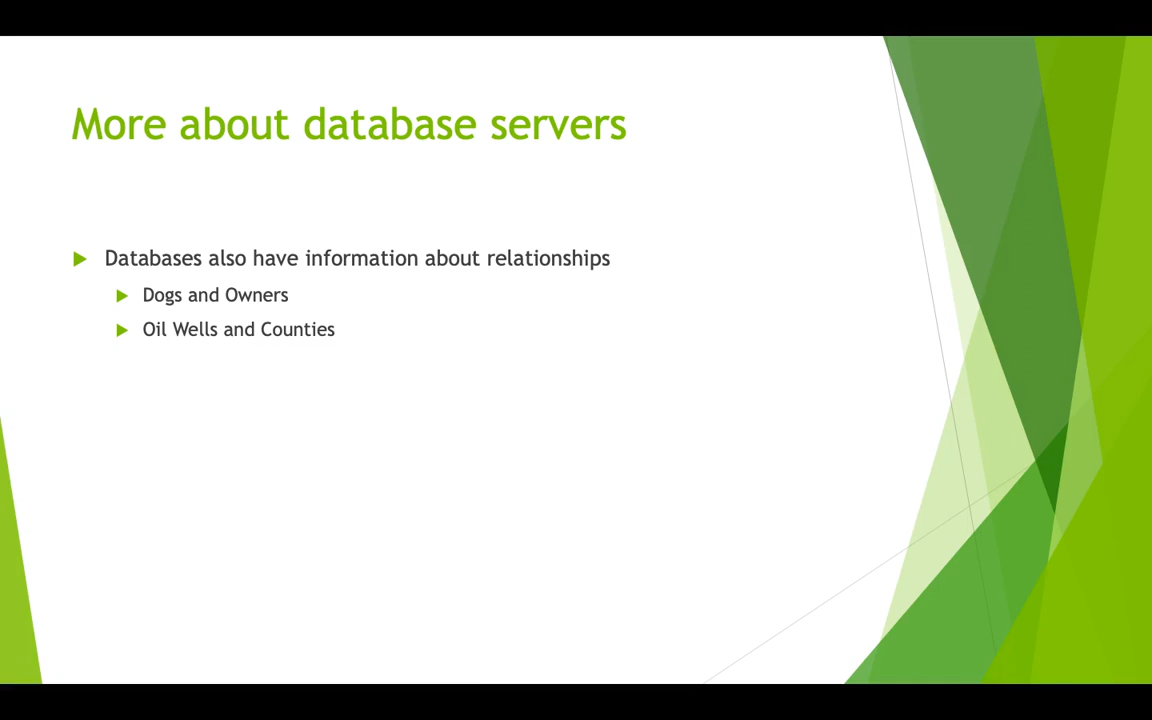 More about database servers
Databases also have information about relationships
Dogs and Owners
Oil Wells and Counties